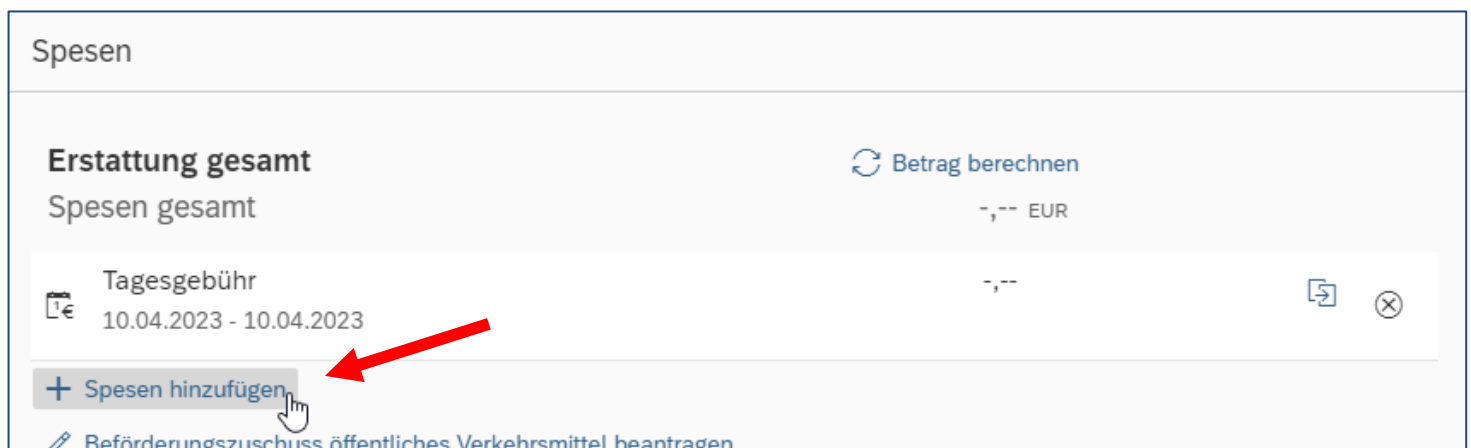 Spesen
Erstattung gesamt
Betrag berechnen
Spesen gesamt
-,-- EUR
Tagesgebühr
-,--
1€
10.04.2023 - 10.04.2023
+ Spesen hinzufügen
Beförderungszuschuss öffentliches Verkehrsmittel beantragen